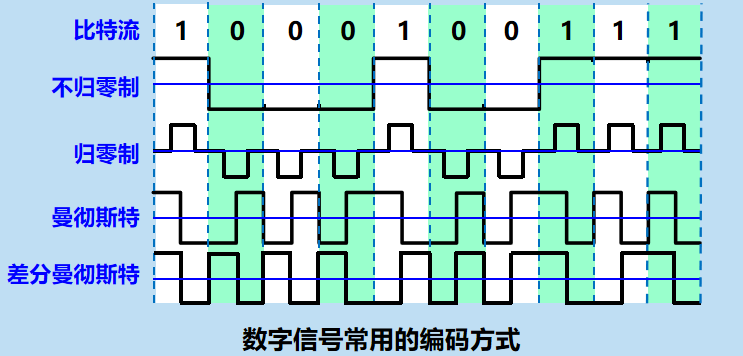 比特流 1 0 0 0 1 0 0 1 1 1
不归零制
归零制
曼彻斯特
差分曼彻斯特
数字信号常用的编码方式